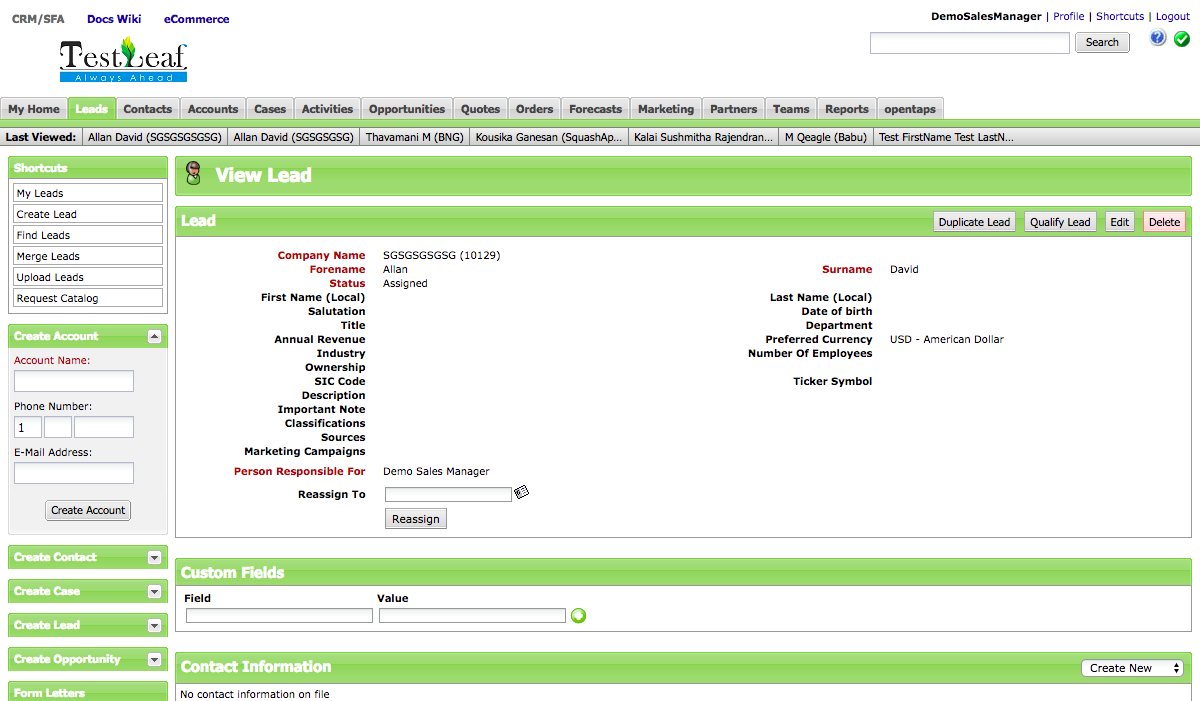 CRM/SFA Docs Wiki eCommerce
DemoSalesManager | Profile | Shortcuts | Logout
TestLeaf
Always Ahead
Search
My Home Leads Contacts Accounts Cases Activities Opportunities Quotes Orders Forecasts Marketing Partners Teams Reports opentaps
Last Viewed: Allan David (SGSGSGSGSG) Allan David (SGSGSGSG) Thavamani M (BNG) Kousika Ganesan (SquashAp... Kalai Sushmitha Rajendran... M Qeagle (Babu) Test FirstName Test LastN...
Shortcuts
My Leads
Create Lead
Find Leads
Merge Leads
Upload Leads
Request Catalog
Create Account
Account Name:
Phone Number:
1
E-Mail Address:
Create Account
Create Contact
Create Case
Create Lead
Create Opportunity
Form Letters
View Lead
Lead Duplicate Lead Qualify Lead Edit Delete
Company Name SGSGSGSGSG (10129)
Forename Allan Surname David
Status Assigned
First Name (Local) Last Name (Local)
Salutation Date of birth
Title Department
Annual Revenue Preferred Currency USD - American Dollar
Industry Number Of Employees
Ownership
SIC Code Ticker Symbol
Description
Important Note
Classifications
Sources
Marketing Campaigns
Person Responsible For Demo Sales Manager
Reassign To
Reassign
Custom Fields
Field Value
Contact Information Create New
No contact information on file